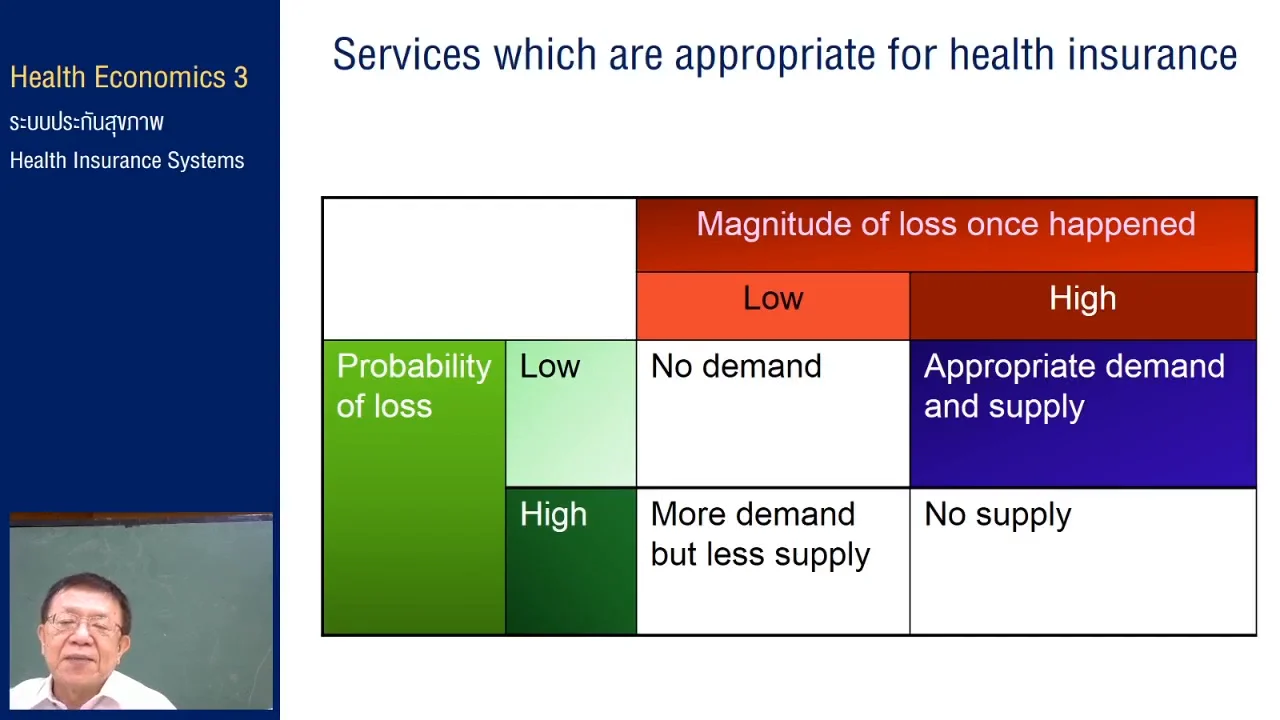 Health Economics 3
ระบบประกันสุขภาพ
Health Insurance Systems
Services which are appropriate for health insurance
Magnitude of loss once happened
Low
High
Probability
of loss
Low
No demand
Appropriate demand
and supply
High
More demand
but less supply
No supply